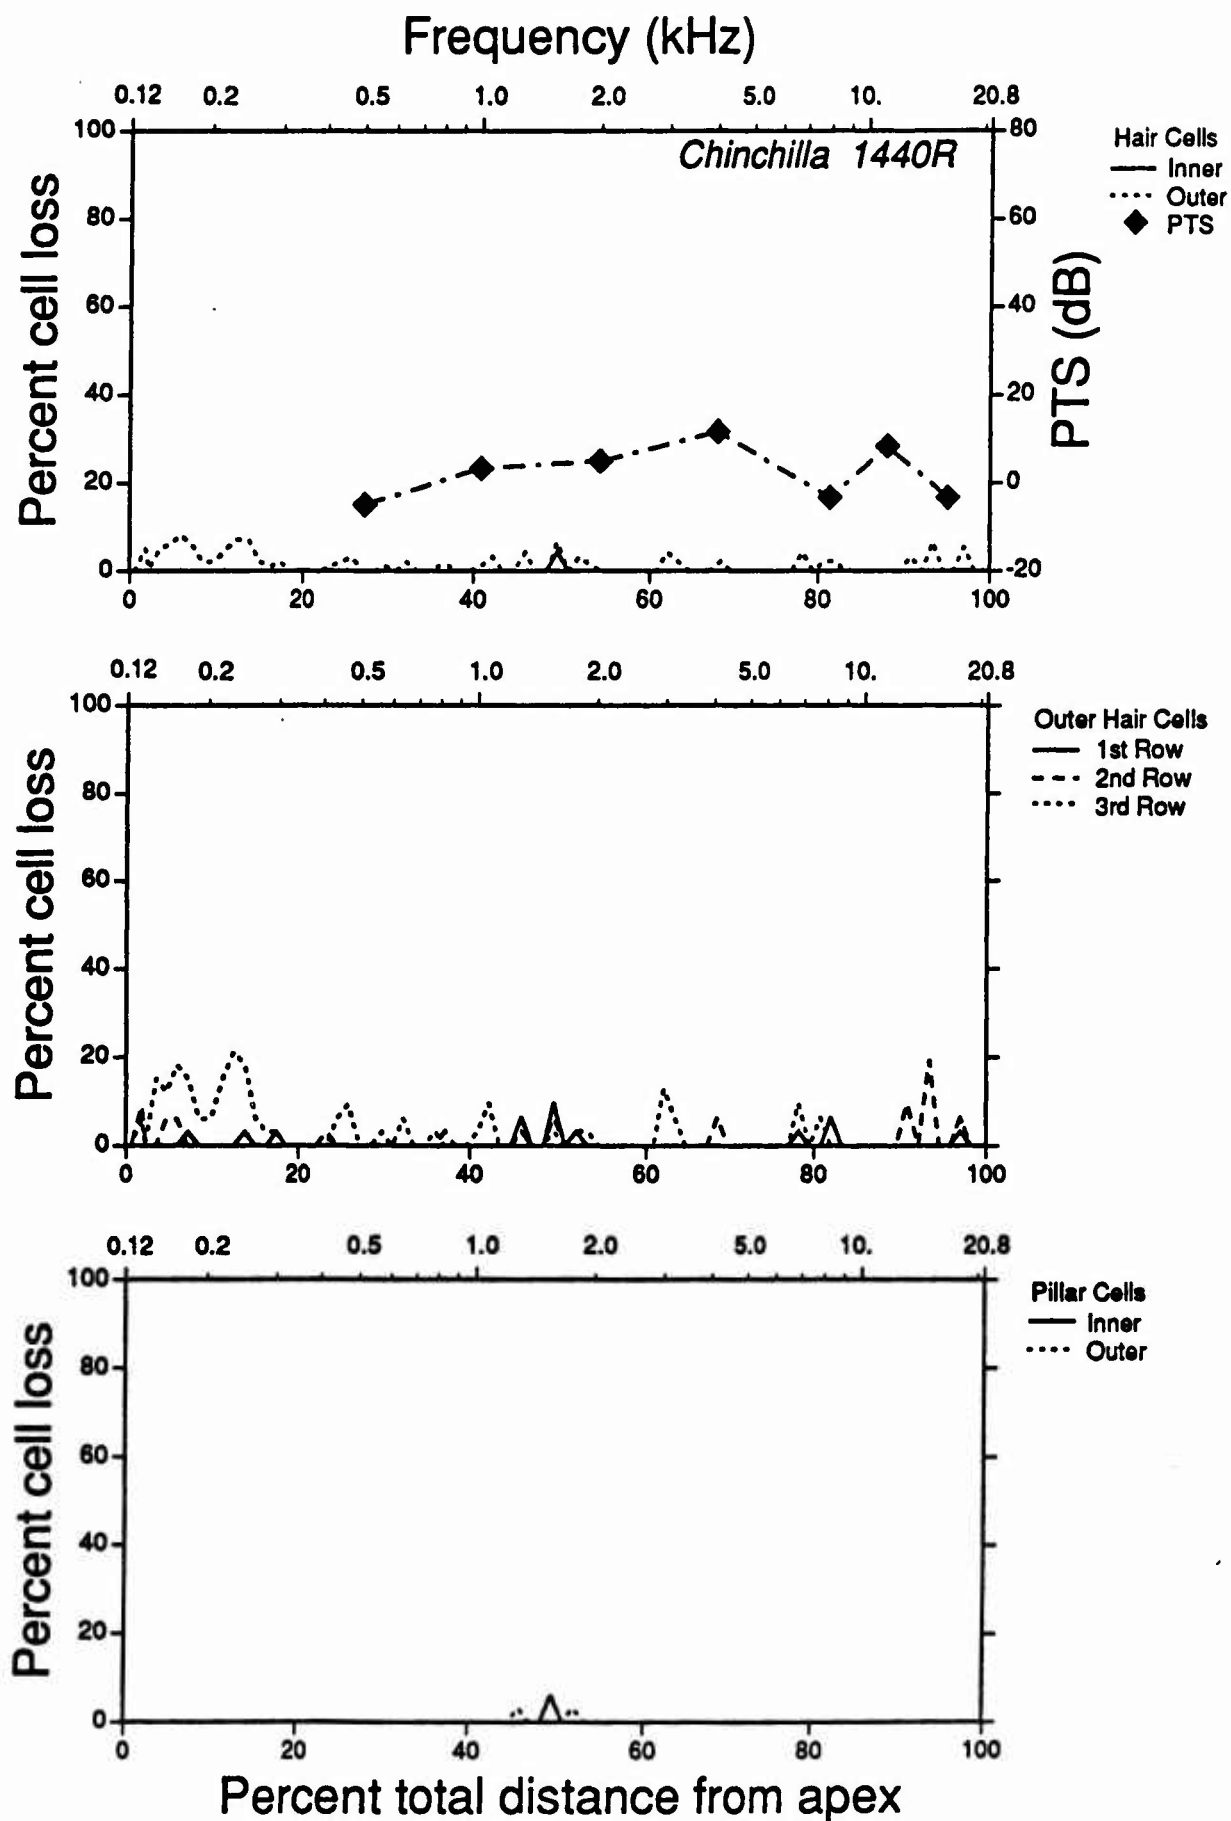 Frequency (kHz)
0.12 0.2 0.5 1.0 2.0 5.0 10. 20.8
Chinchilla 1440R
Hair Cells
Inner
Outer
PTS
Percent cell loss
100
80
60
40
20
0
80
60
40
20
0
-20
PTS (dB)
0 20 40 60 80 100
0.12 0.2 0.5 1.0 2.0 5.0 10. 20.8
Outer Hair Cells
1st Row
2nd Row
3rd Row
Percent cell loss
100
80
60
40
20
0
0 20 40 60 80 100
0.12 0.2 0.5 1.0 2.0 5.0 10. 20.8
Pillar Cells
Inner
Outer
Percent cell loss
100
80
60
40
20
0
0 20 40 60 80 100
Percent total distance from apex